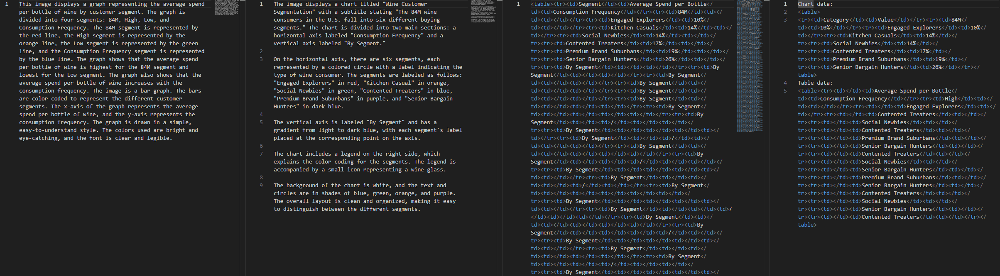 1 This image displays a graph representing the average spend
per bottle of wine by customer segment. The graph is
divided into four segments: 84M, High, Low, and
Consumption Frequency. The 84M segment is represented by
the red line, the High segment is represented by the
orange line, the Low segment is represented by the green
line, and the Consumption Frequency segment is represented
by the blue line. The graph shows that the average spend
per bottle of wine is highest for the 84M segment and
lowest for the Low segment. The graph also shows that the
average spend per bottle of wine increases with the
consumption frequency. The image is a bar graph. The bars
are color-coded to represent the different customer
segments. The x-axis of the graph represents the average
spend per bottle of wine, and the y-axis represents the
consumption frequency. The graph is drawn in a simple,
easy-to-understand style. The colors used are bright and
eye-catching, and the font is clear and legible.
1 The image displays a chart titled "Wine Customer
Segmentation" with a subtitle stating "The 84M wine
consumers in the U.S. fall into six different buying
segments." The chart is divided into two main sections: a
horizontal axis labeled "Consumption Frequency" and a
vertical axis labeled "By Segment."
2
3 On the horizontal axis, there are six segments, each
represented by a colored circle with a label indicating the
type of wine consumer. The segments are labeled as follows:
"Engaged Explorers" in red, "Kitchen Casual" in orange,
"Social Newbies" in green, "Contented Treaters" in blue,
"Premium Brand Suburbans" in purple, and "Senior Bargain
Hunters" in dark blue.
4
5 The vertical axis is labeled "By Segment" and has a
gradient from light to dark blue, with each segment's label
placed at the corresponding point on the axis.
6
7 The chart includes a legend on the right side, which
explains the color coding for the segments. The legend is
accompanied by a small icon representing a wine glass.
8
9 The background of the chart is white, and the text and
circles are in shades of blue, green, orange, and purple.
The overall layout is clean and organized, making it easy
to distinguish between the different segments.
1 <table><tr><td>Segment</td><td>Average Spend per Bottle</
td><td>Consumption Frequency</td></tr><tr><td>84M</td><td></
td><td></td></tr><tr><td>Engaged Explorers</td><td>10%</
td><td></td></tr><tr><td>Kitchen Casuals</td><td>14%</td><td></
td></tr><tr><td>Social Newbies</td><td>14%</td><td></td></
tr><tr><td>Contented Treaters</td><td>17%</td><td></td></
tr><tr><td>Premium Brand Suburbans</td><td>19%</td><td></td></
tr><tr><td>Senior Bargain Hunters</td><td>26%</td><td></td></
tr><tr><td>By Segment</td><td></td><td></td></tr><tr><td>By
Segment</td><td></td><td></td></tr><tr><td>By Segment</
td><td></td><td></td></tr><tr><td>By Segment</td><td></
td><td></td><td></td></tr><tr><td>By Segment</td><td></
td><td></td><td></td></tr><tr><td>By Segment</td><td></
td><td></td><td></td></tr><tr><td>By Segment</
td><td></td><td></td><td></td><td></td></tr><tr><td>By
Segment</td><td></td><td>/</td><td></td><td></td></
tr><tr><td>By Segment</td><td></td><td></td><td></td><td></
td></tr><tr><td>By Segment</td><td></td><td>/</td><td></
td><td></td><td></td></tr><tr><td>By Segment</td><td></
td><td></td><td></td><td></td><td></td></tr><tr><td>By
Segment</td><td></td><td></td><td>/</td><td></td><td></td></
tr><tr><td>By Segment</td><td></td><td></td><td></td><td></
td><td></td></tr><tr><td>By Segment</td><td></td><td></
td><td></td><td>/</td><td></td></tr><tr><td>By Segment</
td><td></td><td></td><td></td><td></td><td></td></
tr><tr><td>By Segment</td><td></td><td></td><td></td><td></
td><td></td></tr><tr><td>By Segment</td><td></td><td></td><td>/
</td><td></td><td></td></tr><tr><td>By Segment</td><td></
td><td></td><td></td><td></td><td></td></tr><tr><td>By
Segment</td><td></td><td></td><td></td><td>/</td><td></td></
tr><tr><td>By Segment</td><td></td><td></td><td></td><td></
td><td></td></tr><tr><td>By Segment</td><td></td><td></
td><td></td><td></td><td></td></tr><tr><td>By Segment</
td><td></td><td></td><td>/</td><td></td><td></td></
tr><tr><td>By Segment</td><td></td><td></td><td></td><td></
1 Chart data:
2 <table>
3 <tr><td>Category</td><td>Value</td></tr><tr><td>84M</
td><td>10%</td></tr><tr><td>Engaged Explorers</td><td>10%</
td></tr><tr><td>Kitchen Casuals</td><td>14%</td></
tr><tr><td>Social Newbies</td><td>14%</td></
tr><tr><td>Contented Treaters</td><td>17%</td></
tr><tr><td>Premium Brand Suburbans</td><td>19%</td></
tr><tr><td>Senior Bargain Hunters</td><td>26%</td></tr></
table>
4 Table data:
5 <table><tr><td></td><td>Average Spend per Bottle</
td><td>Consumption Frequency</td></tr><tr><td>High</td><td></
td><td></td></tr><tr><td></td><td>Engaged Explorers</td><td></
td></tr><tr><td></td><td>Contented Treaters</td><td></td></
tr><tr><td></td><td>Social Newbies</td><td></td></
tr><tr><td></td><td>Contented Treaters</td><td></td></
tr><tr><td></td><td>Premium Brand Suburbans</td><td></td></
tr><tr><td></td><td>Senior Bargain Hunters</td><td></td></
tr><tr><td></td><td>Contented Treaters</td><td></td></
tr><tr><td></td><td>Social Newbies</td><td></td></
tr><tr><td></td><td>Senior Bargain Hunters</td><td></td></
tr><tr><td></td><td>Premium Brand Suburbans</td><td></td></
tr><tr><td></td><td>Senior Bargain Hunters</td><td></td></
tr><tr><td></td><td>Contented Treaters</td><td></td></
tr><tr><td></td><td>Social Newbies</td><td></td></
tr><tr><td></td><td>Senior Bargain Hunters</td><td></td></
tr><tr><td></td><td>Contented Treaters</td><td></td></tr></
table>